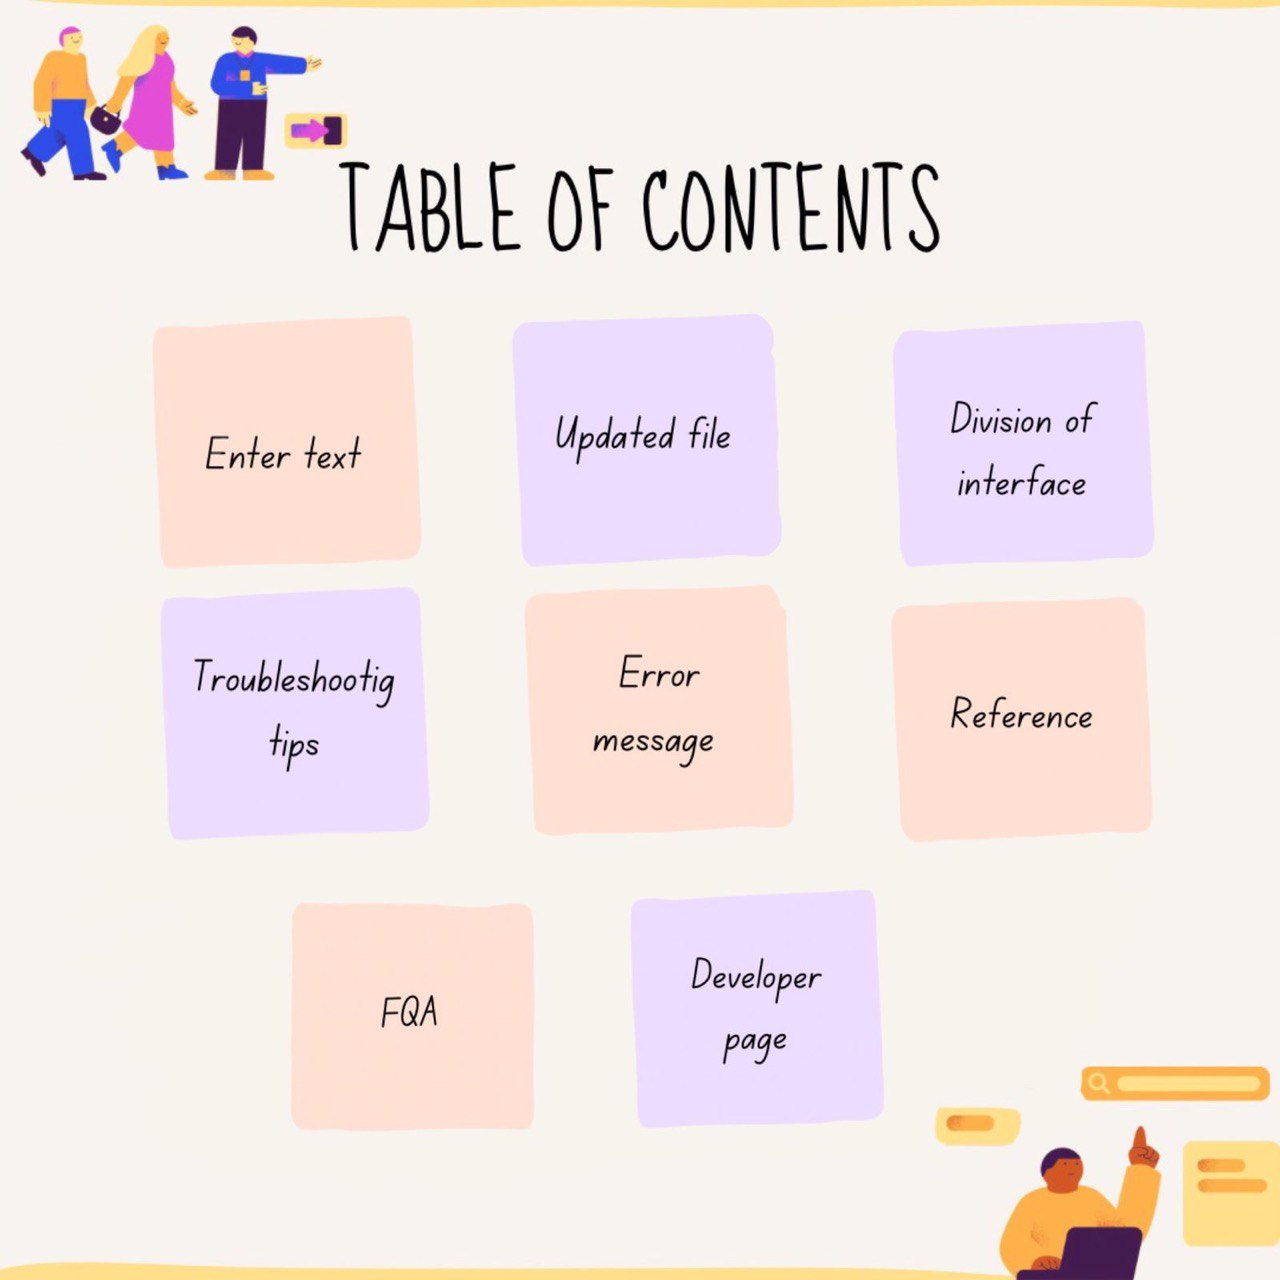 TABLE OF CONTENTS
Enter text
Updated file
Division of
interface
Troubleshootig
tips
Error
message
Reference
FQA
Developer
page